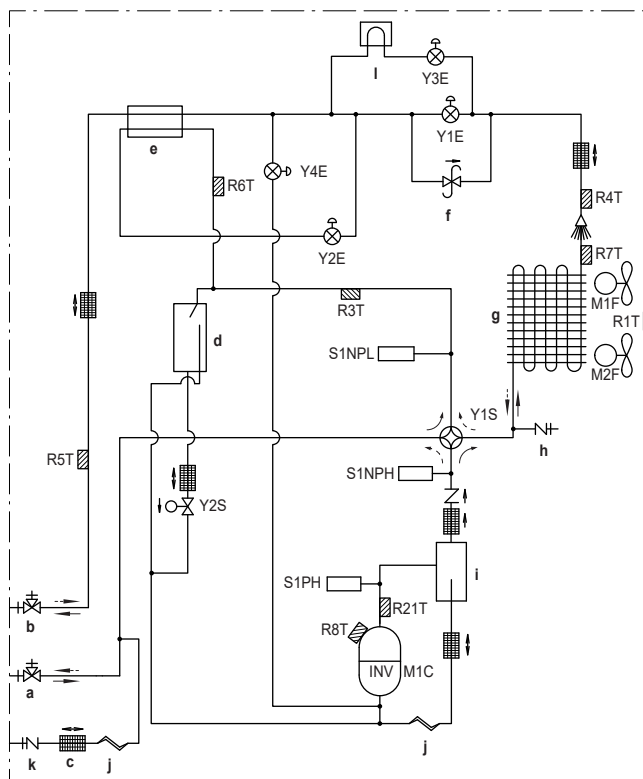 l
Y3E
Y1E
e
R6T
Y4E
f
R4T
Y2E
R7T
M1F
g
R1T
d
R3T
S1NPL
M2F
Y1S
h
R5T
S1NPH
Y2S
i
S1PH
R21T
b
R8T
INV
M1C
a
j
k
c
j